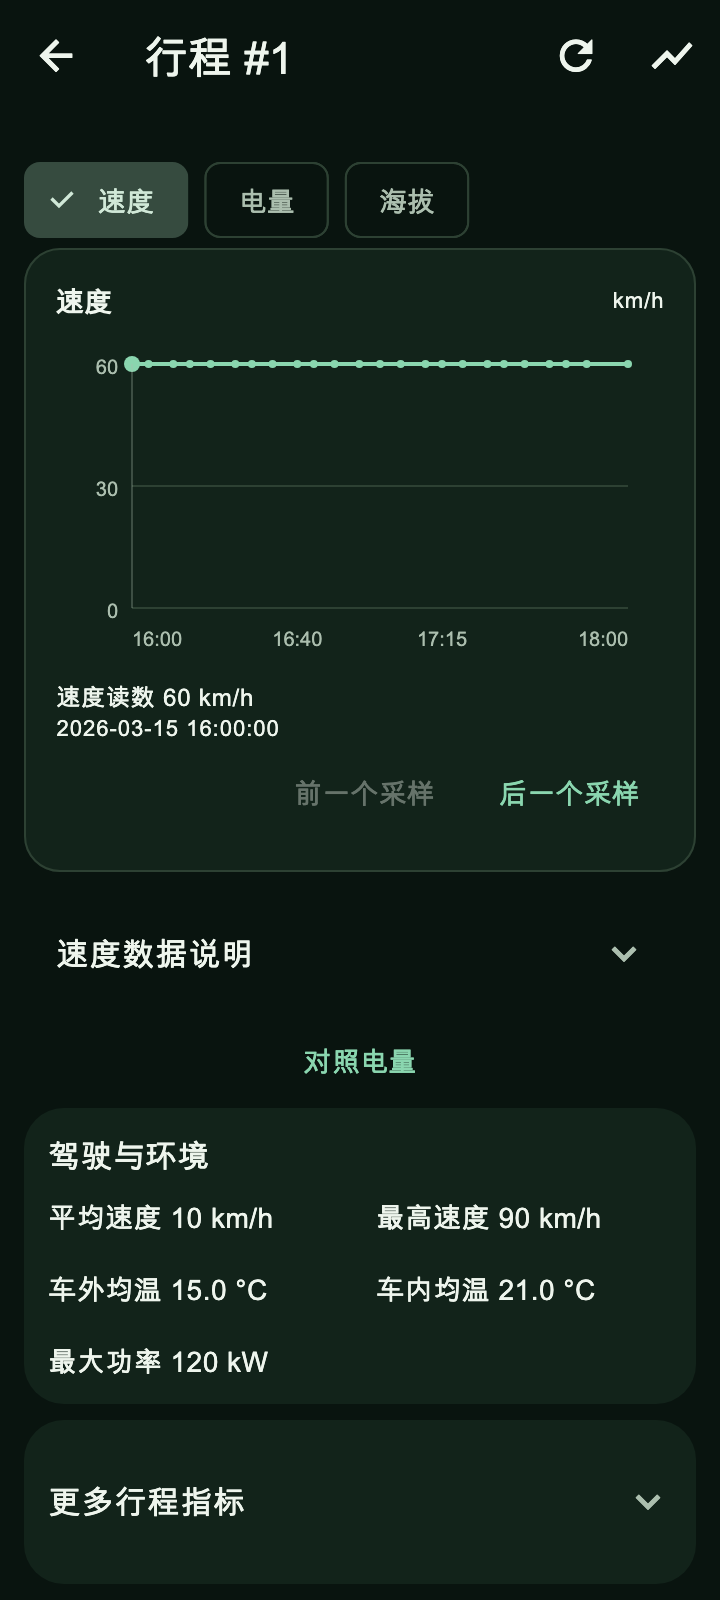 行程 #1
速度
电量
海拔
速度
km/h
60
30
0
16:00
16:40
17:15
18:00
速度读数 60 km/h
2026-03-15 16:00:00
前一个采样
后一个采样
速度数据说明
对照电量
驾驶与环境
平均速度 10 km/h
最高速度 90 km/h
车外均温 15.0 °C
车内均温 21.0 °C
最大功率 120 kW
更多行程指标